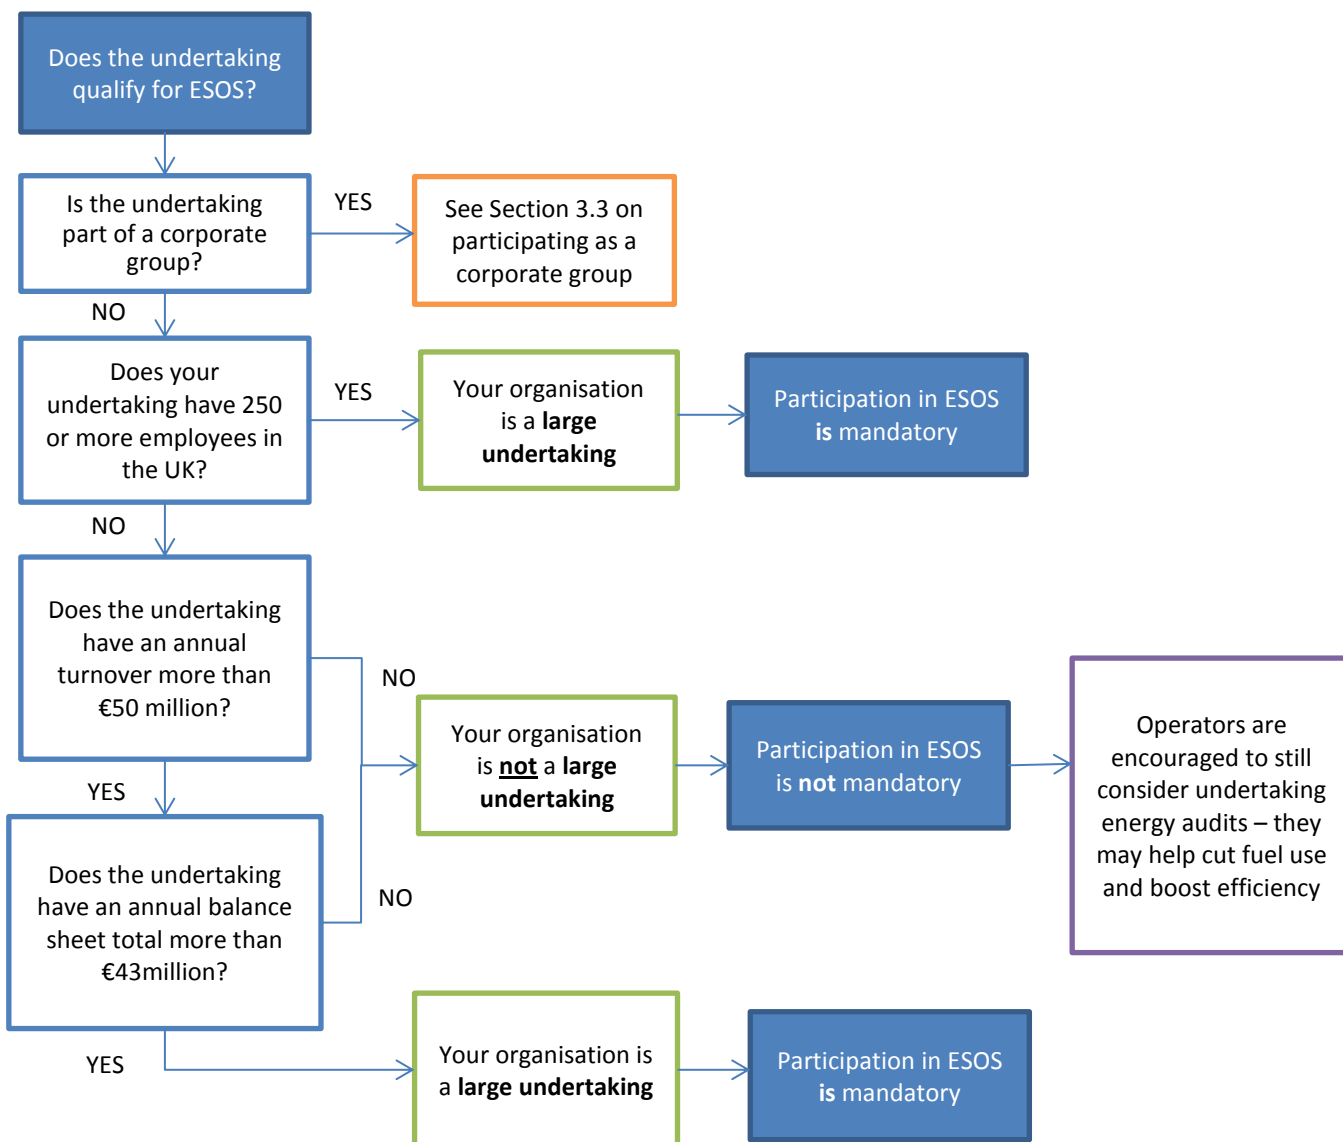 Does the undertaking
qualify for ESOS?
Is the undertaking
part of a corporate
group?
YES
See Section 3.3 on
participating as a
corporate group
NO
Does your
undertaking have 250
or more employees in
the UK?
YES
Your organisation
is a large
undertaking
Participation in ESOS
is mandatory
NO
Does the undertaking
have an annual
turnover more than
€50 million?
NO
Your organisation
is not a large
undertaking
Participation in ESOS
is not mandatory
Operators are
encouraged to still
consider undertaking
energy audits – they
may help cut fuel use
and boost efficiency
YES
Does the undertaking
have an annual balance
sheet total more than
€43million?
NO
YES
Your organisation is
a large undertaking
Participation in ESOS
is mandatory